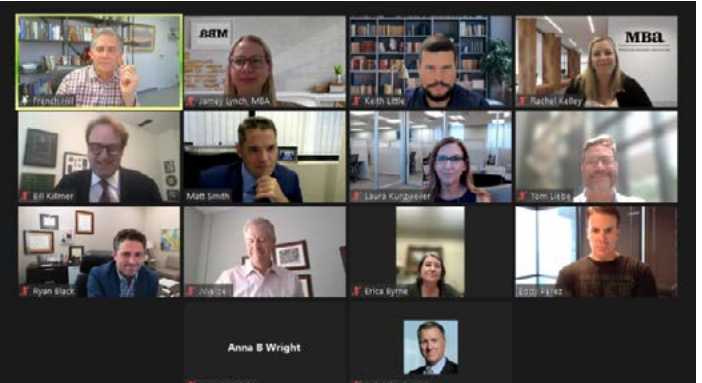 French Hill
MBA
Jamey Lynch, MBA
Keith Little
MBA
Rachel Kelley
Bill Killmer
Matt Smith
Laura Kurgweiler
Tom Liebe
Ryan Black
Erica Byrne
Eddy Perez
Anna B Wright